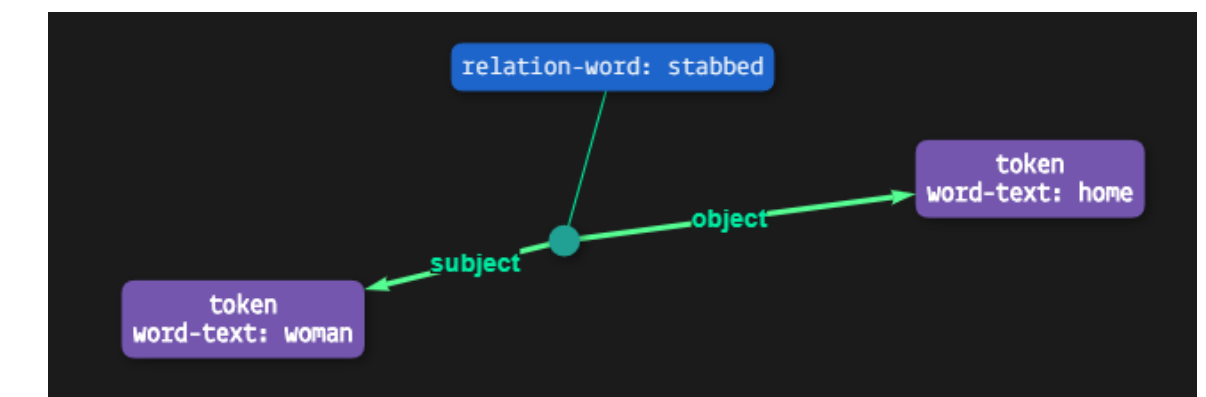 relation-word: stabbed
token
word-text: home
object
subject
token
word-text: woman